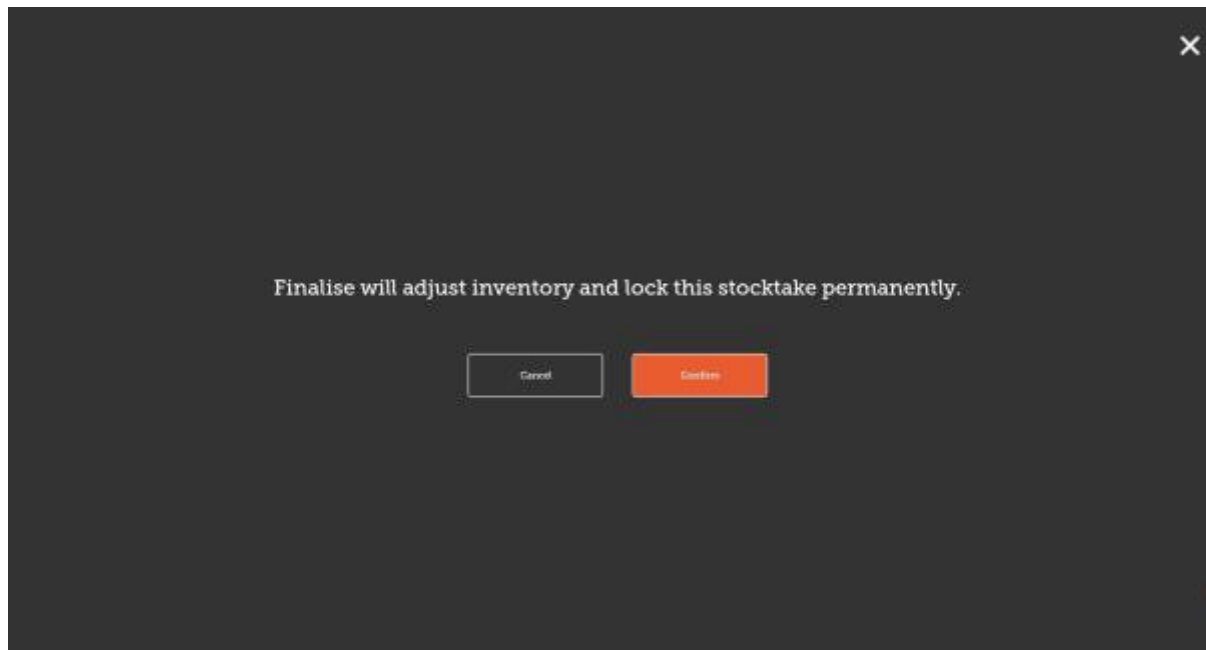 Finalise will adjust inventory and lock this stocktake permanently.
Cancel
Confirm